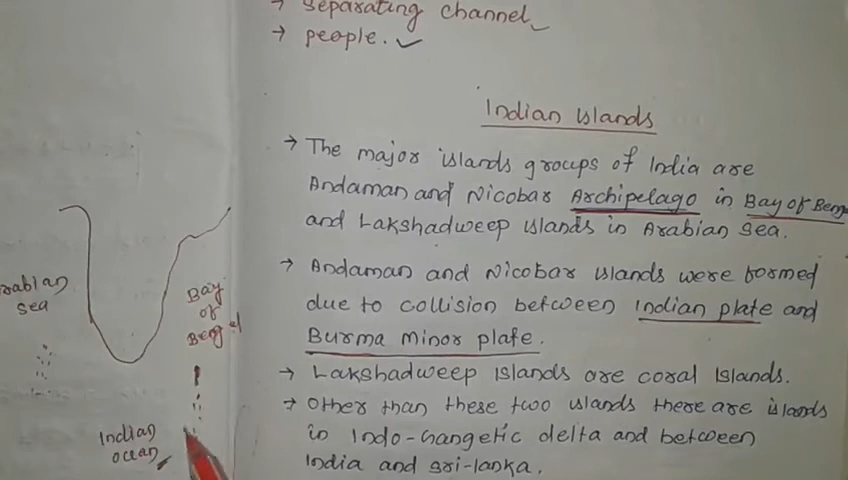 → separating channel
→ people.
Indian Islands
→ The major islands groups of India are
Andaman and Nicobar Archipelago in Bay of Beng
and Lakshadweep islands in Arabian sea.
→ Andaman and Nicobar islands were formed
due to collision between Indian plate and
Burma minor plate.
→ Lakshadweep Islands are coral Islands.
→ Other than these two islands there are islands
in Indo-Gangetic delta and between
India and Sri-lanka.
rabian
sea
Bay
of
Bengal
Indian
ocean